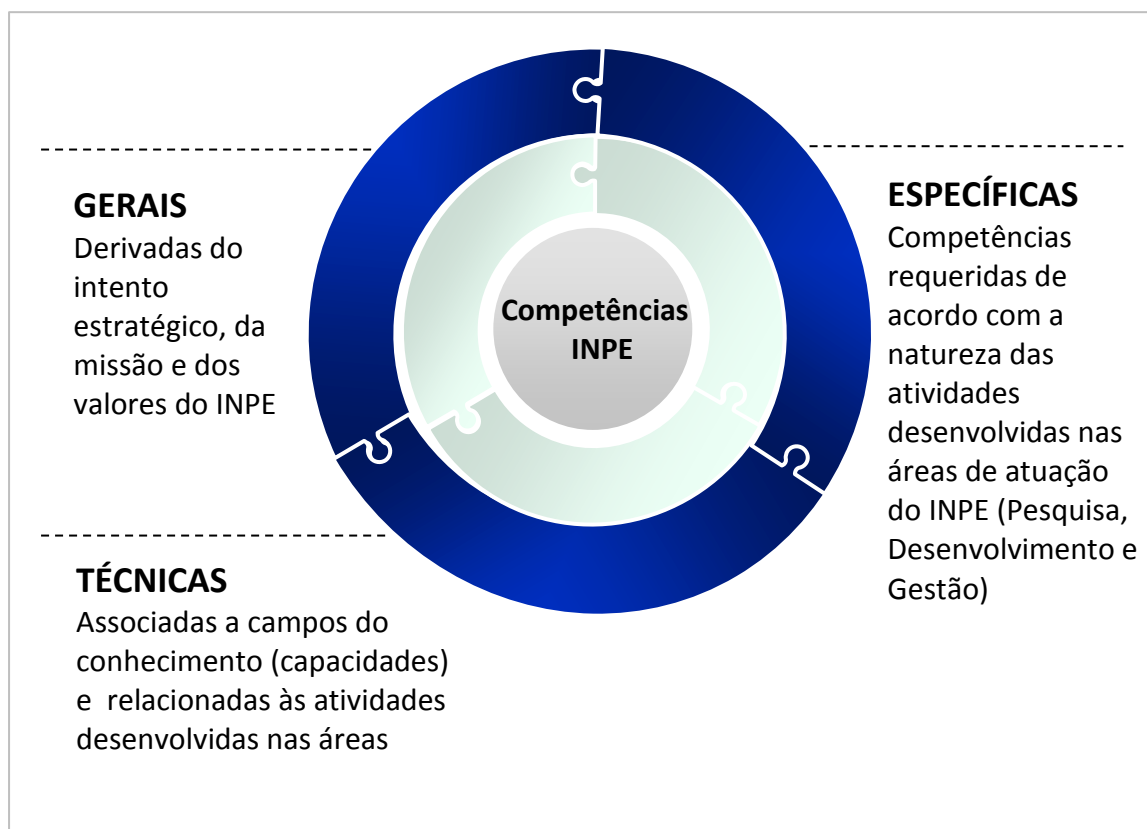 GERAIS
Derivadas do
intento
estratégico, da
missão e dos
valores do INPE
Competências
INPE
ESPECÍFICAS
Competências
requeridas de
acordo com a
natureza das
atividades
desenvolvidas nas
áreas de atuação
do INPE (Pesquisa,
Desenvolvimento e
Gestão)
TÉCNICAS
Associadas a campos do
conhecimento (capacidades)
e relacionadas às atividades
desenvolvidas nas áreas